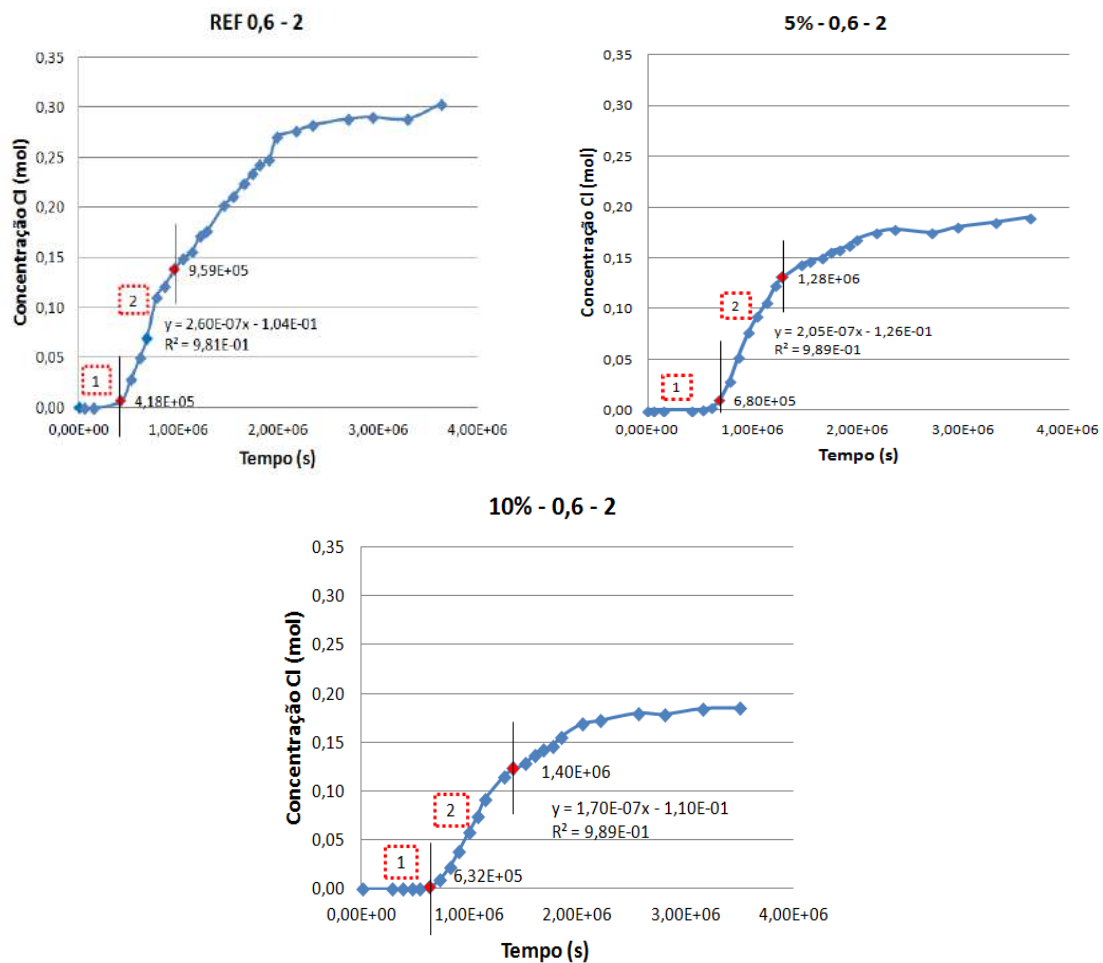 REF 0,6 - 2
Concentração Cl (mol)
0,35
0,30
0,25
0,20
0,15
0,10
0,05
0,00
9,59E+05
2
y = 2,60E-07x - 1,04E-01
R² = 9,81E-01
1
4,18E+05
0,00E+00 1,00E+06 2,00E+06 3,00E+06 4,00E+06
Tempo (s)
5% - 0,6 - 2
Concentração Cl (mol)
0,35
0,30
0,25
0,20
0,15
0,10
0,05
0,00
1,28E+06
2
y = 2,05E-07x - 1,26E-01
R² = 9,89E-01
1
6,80E+05
0,00E+00 1,00E+06 2,00E+06 3,00E+06 4,00E+06
Tempo (s)
10% - 0,6 - 2
Concentração Cl (mol)
0,35
0,30
0,25
0,20
0,15
0,10
0,05
0,00
1,40E+06
2
y = 1,70E-07x - 1,10E-01
R² = 9,89E-01
1
6,32E+05
0,00E+00 1,00E+06 2,00E+06 3,00E+06 4,00E+06
Tempo (s)